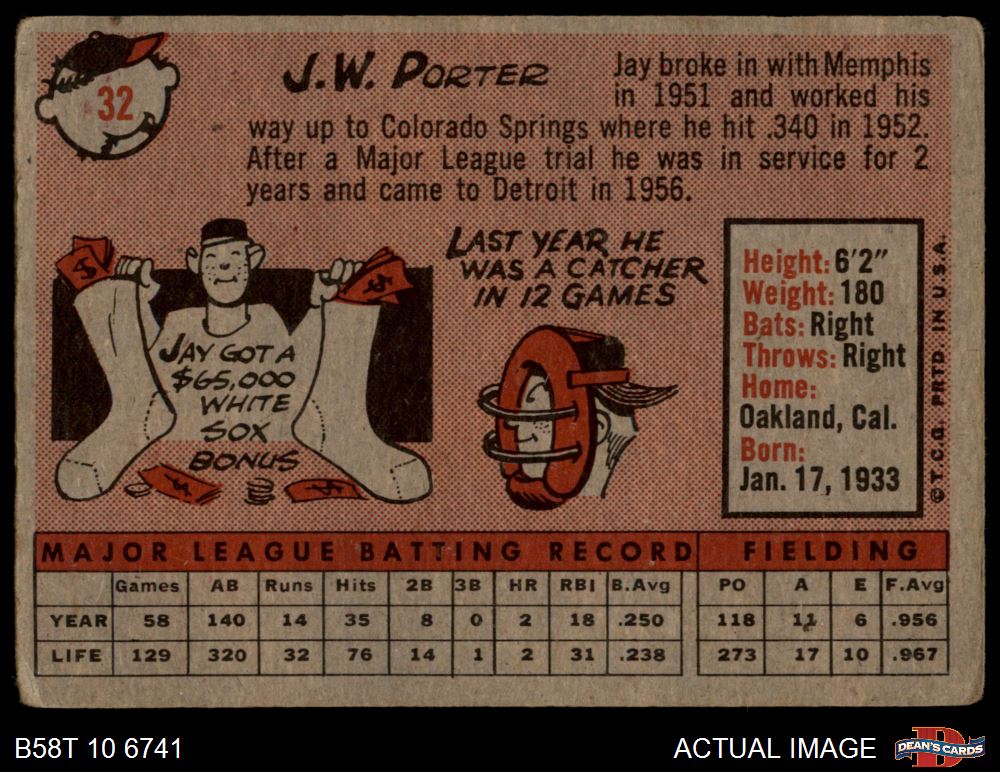 32
J.W. PORTER
Jay broke in with Memphis
in 1951 and worked his
way up to Colorado Springs where he hit .340 in 1952.
After a Major League trial he was in service for 2
years and came to Detroit in 1956.
JAY GOT A
$65,000
WHITE
SOX
BONUS
$
$
$
$
LAST YEAR HE
WAS A CATCHER
IN 12 GAMES
Height: 6'2"
Weight: 180
Bats: Right
Throws: Right
Home:
Oakland, Cal.
Born:
Jan. 17, 1933
©T.C.G. PRTD. IN U.S.A.
MAJOR LEAGUE BATTING RECORD FIELDING
Games AB Runs Hits 2B 3B HR RBI B.Avg PO A E F.Avg
YEAR 58 140 14 35 8 0 2 18 .250 118 11 6 .956
LIFE 129 320 32 76 14 1 2 31 .238 273 17 10 .967
B58T 10 6741
ACTUAL IMAGE
DEAN'S CARDS